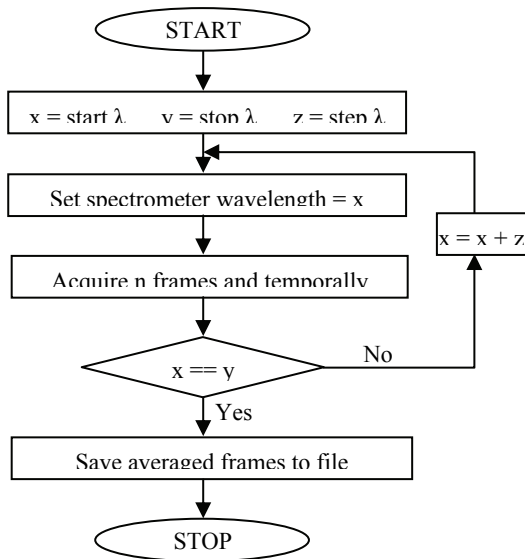 START
x = start λ y = stop λ z = step λ
Set spectrometer wavelength = x
x = x + z
Acquire n frames and temporally
x == y
No
Yes
Save averaged frames to file
STOP